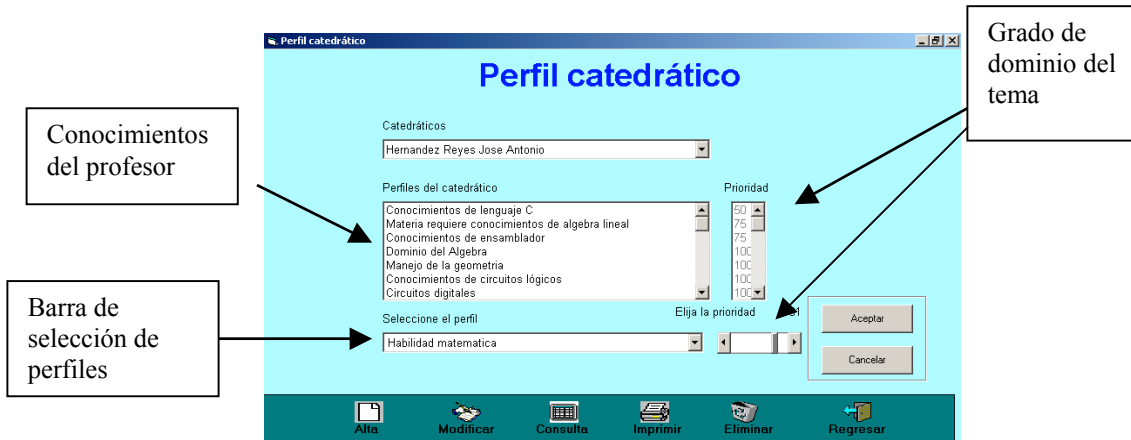 Perfil catedrático
Perfil catedrático
Grado de
dominio del
tema
Conocimientos
del profesor
Catedráticos
Hernandez Reyes Jose Antonio
Perfiles del catedrático
Prioridad
Conocimientos de lenguaje C
50
Materia requiere conocimientos de algebra lineal
75
Conocimientos de ensamblador
75
Dominio del Algebra
100
Manejo de la geometria
100
Conocimientos de circuitos lógicos
100
Circuitos digitales
100
Barra de
selección de
perfiles
Seleccione el perfil
Elija la prioridad
Habilidad matematica
Aceptar
Cancelar
Alta
Modificar
Consulta
Imprimir
Eliminar
Regresar